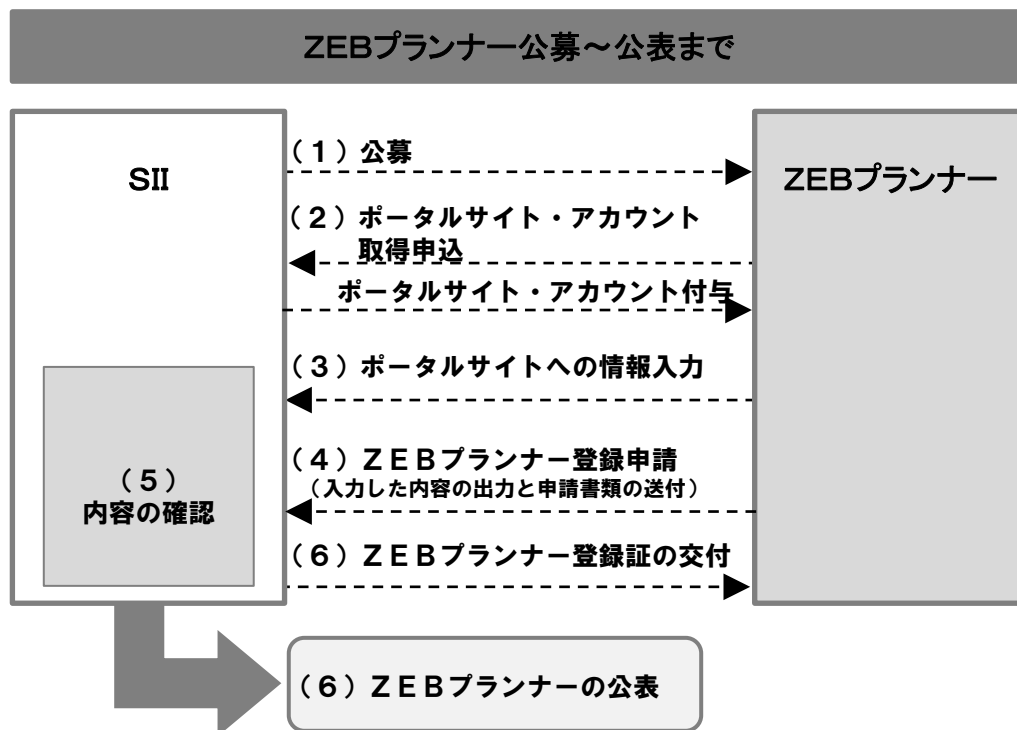 ZEBプランナー公募～公表まで
SII
ZEBプランナー
（１）公募
（２）ポータルサイト・アカウント
取得申込
ポータルサイト・アカウント付与
（３）ポータルサイトへの情報入力
（４）ＺＥＢプランナー登録申請
（入力した内容の出力と申請書類の送付）
（５）
内容の確認
（６）ＺＥＢプランナー登録証の交付
（６）ＺＥＢプランナーの公表